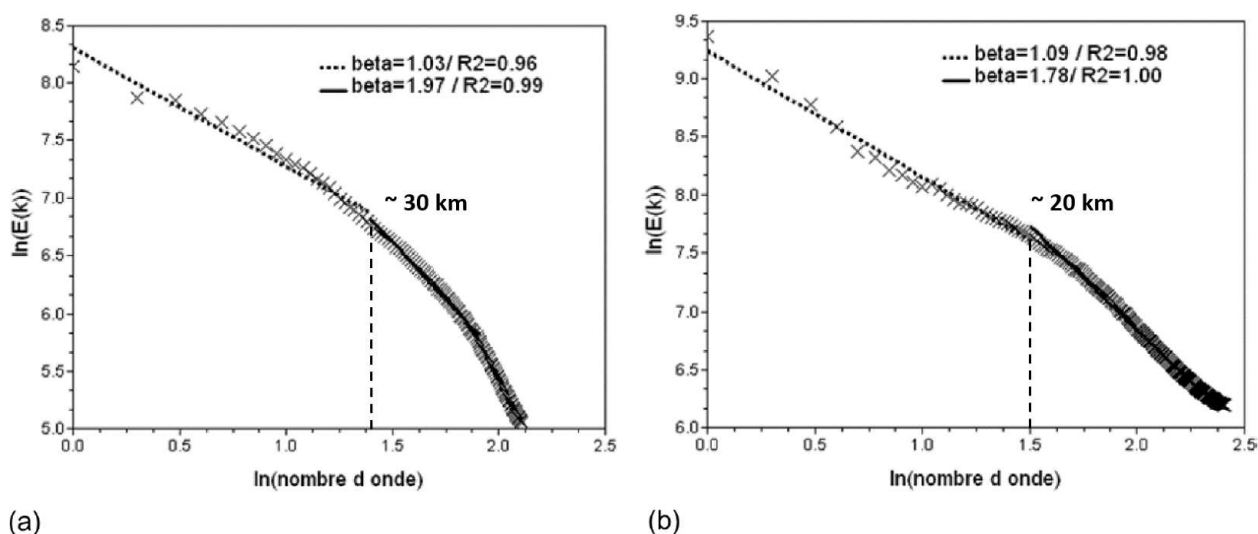 8.5
8.0
7.5
7.0
6.5
6.0
5.5
5.0
ln(E(k))
beta=1.03/ R2=0.96
beta=1.97 / R2=0.99
~ 30 km
0.0 0.5 1.0 1.5 2.0 2.5
ln(nombre d onde)
(a)
9.5
9.0
8.5
8.0
7.5
7.0
6.5
6.0
ln(E(k))
beta=1.09 / R2=0.98
beta=1.78/ R2=1.00
~ 20 km
0.0 0.5 1.0 1.5 2.0 2.5
ln(nombre d onde)
(b)